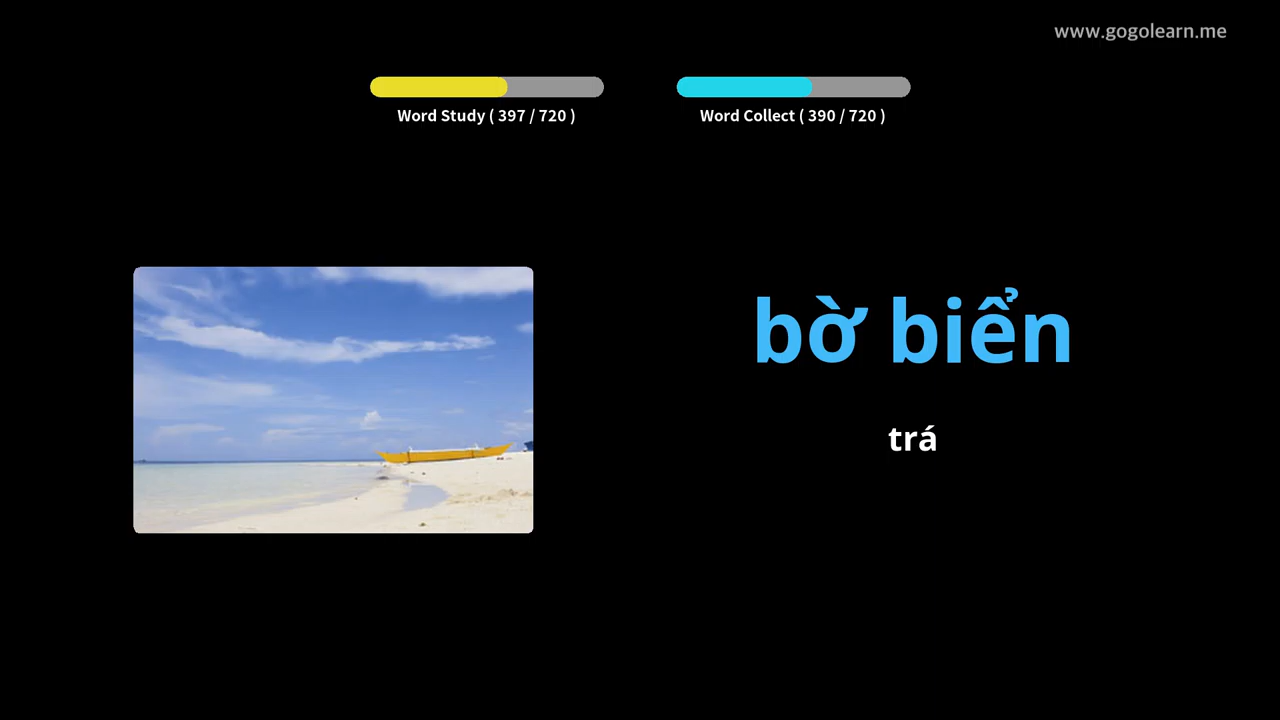 www.gogolearn.me
Word Study ( 397 / 720 )
Word Collect ( 390 / 720 )
bờ biển
trá